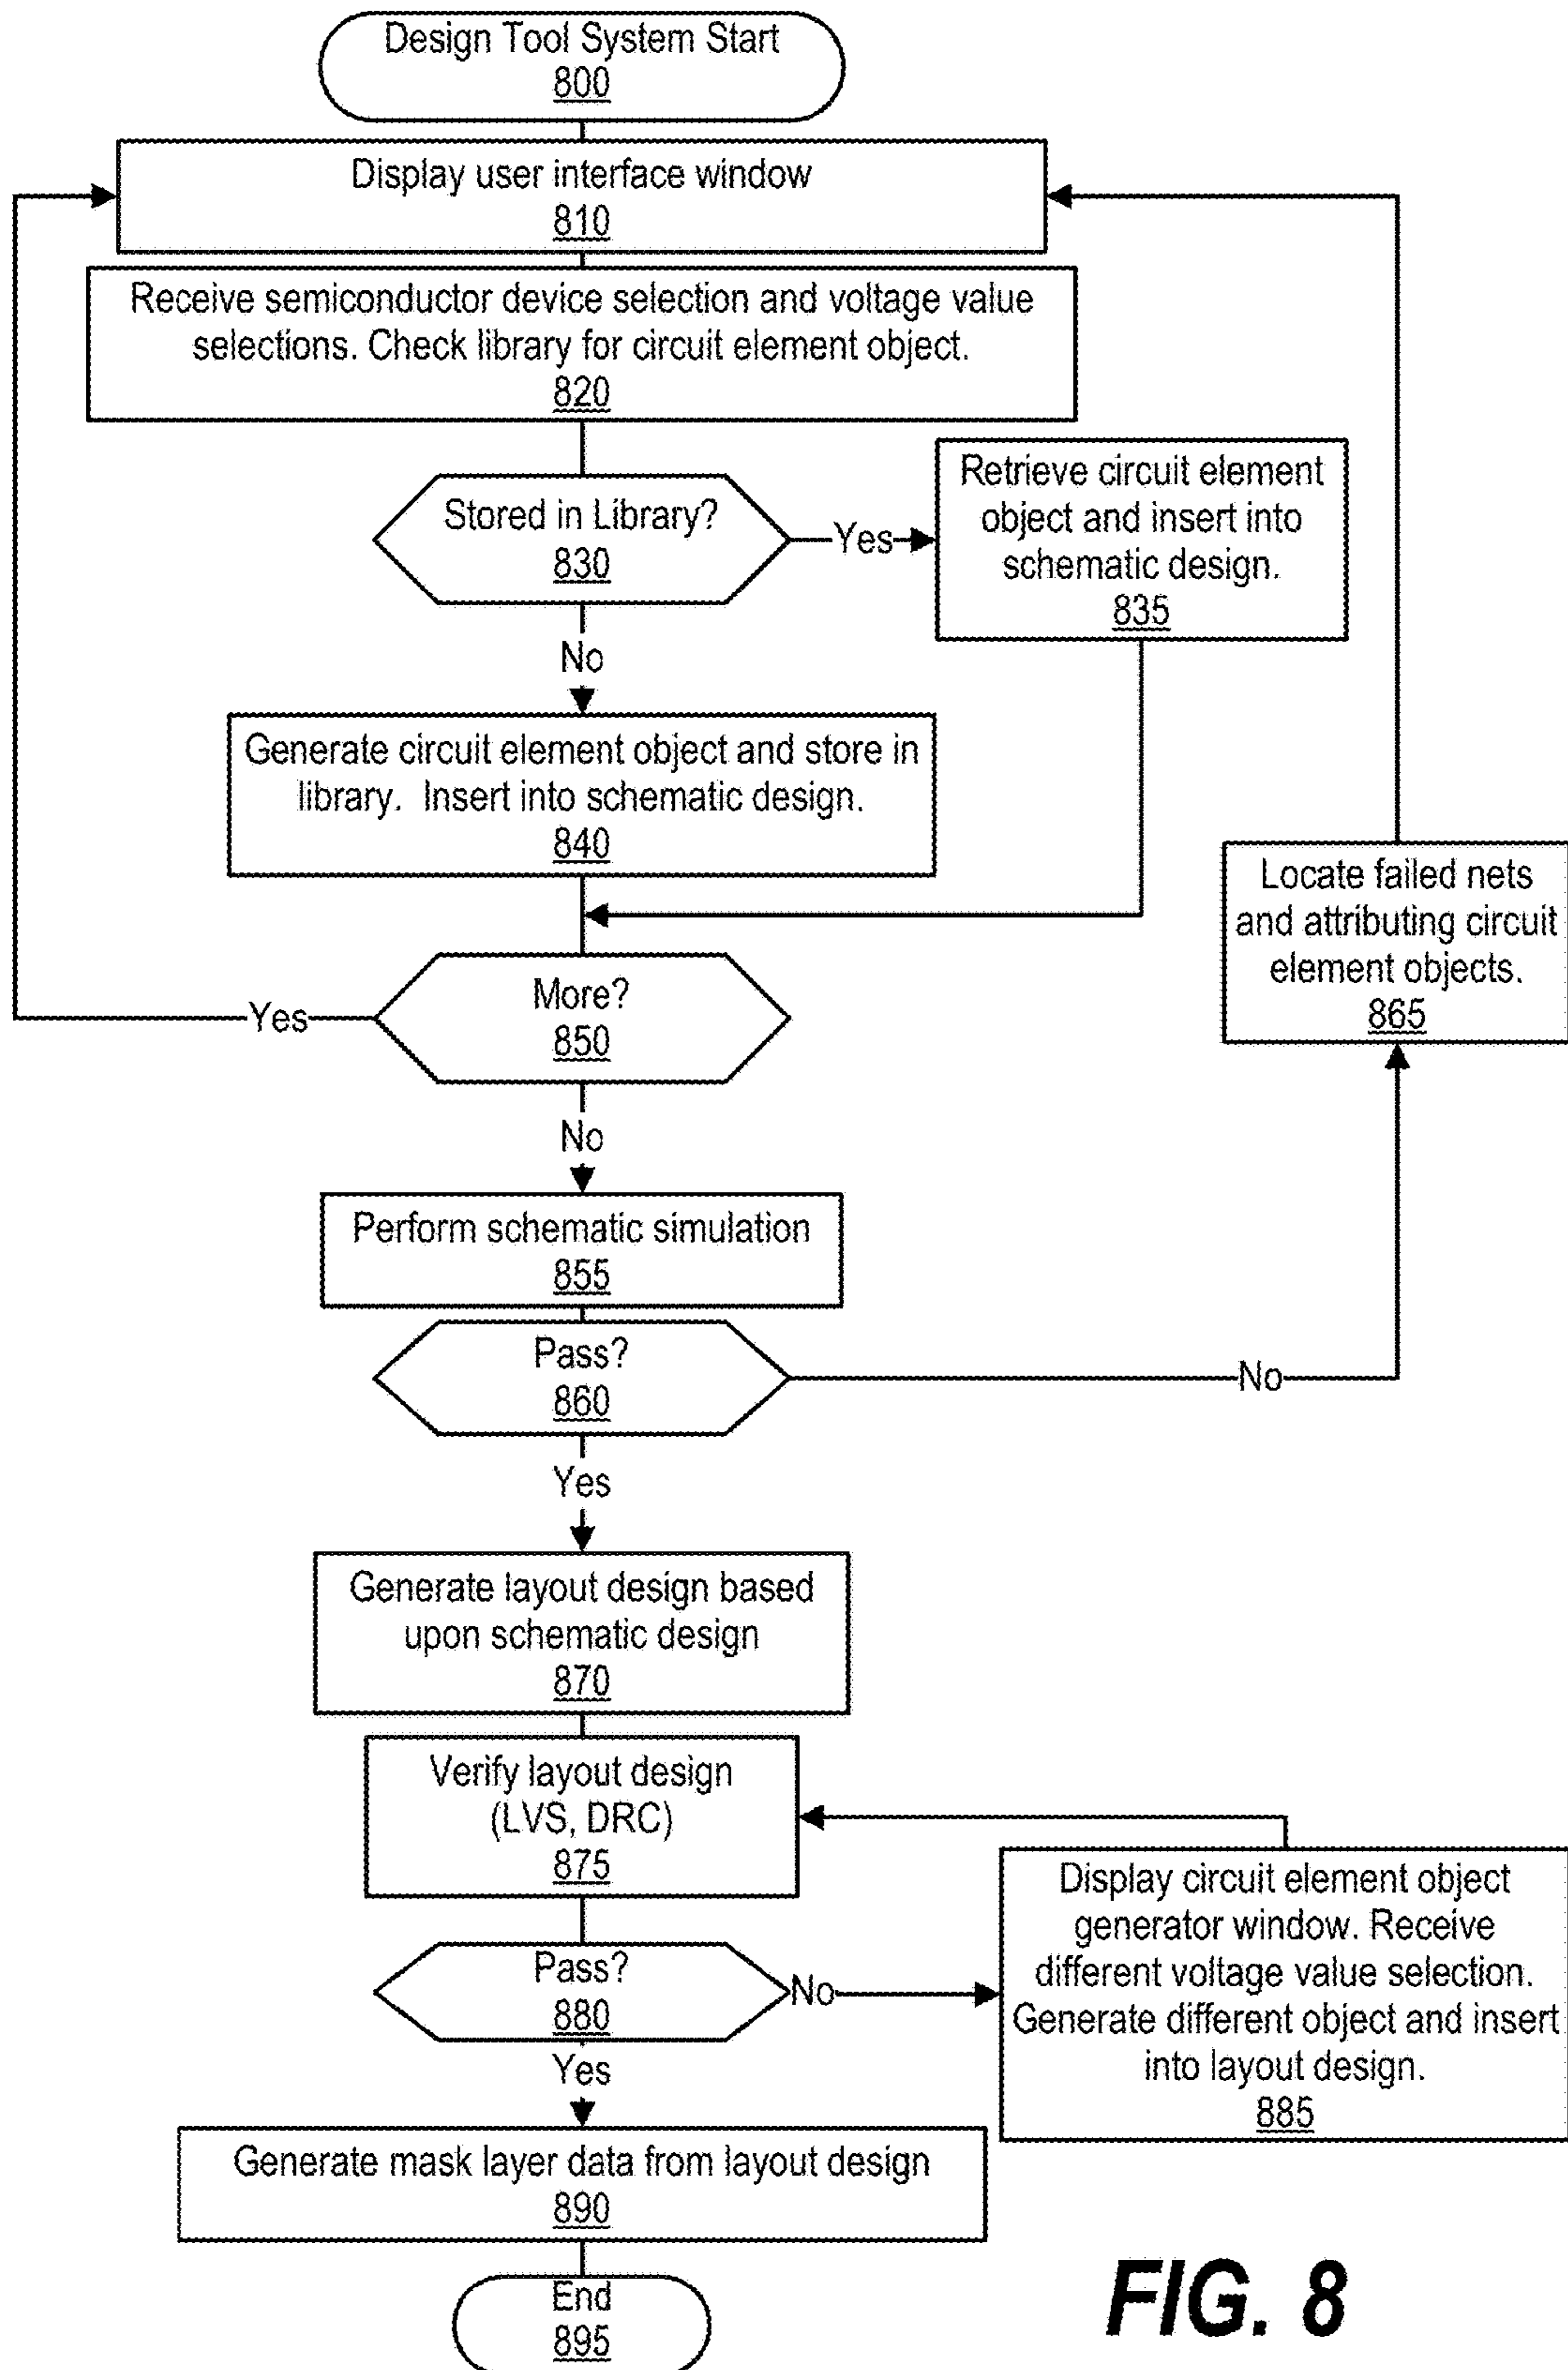 Design Tool System Start
800
Display user interface window
810
Receive semiconductor device selection and voltage value
selections. Check library for circuit element object.
820
Stored in Library?
830
Yes
Retrieve circuit element
object and insert into
schematic design.
835
No
Generate circuit element object and store in
library.  Insert into schematic design.
840
Locate failed nets
and attributing circuit
element objects.
865
More?
850
Yes
No
Perform schematic simulation
855
Pass?
860
No
Yes
Generate layout design based
upon schematic design
870
Verify layout design
(LVS, DRC)
875
Display circuit element object
generator window. Receive
different voltage value selection.
Generate different object and insert
into layout design.
885
Pass?
880
No
Yes
Generate mask layer data from layout design
890
End
895
FIG. 8